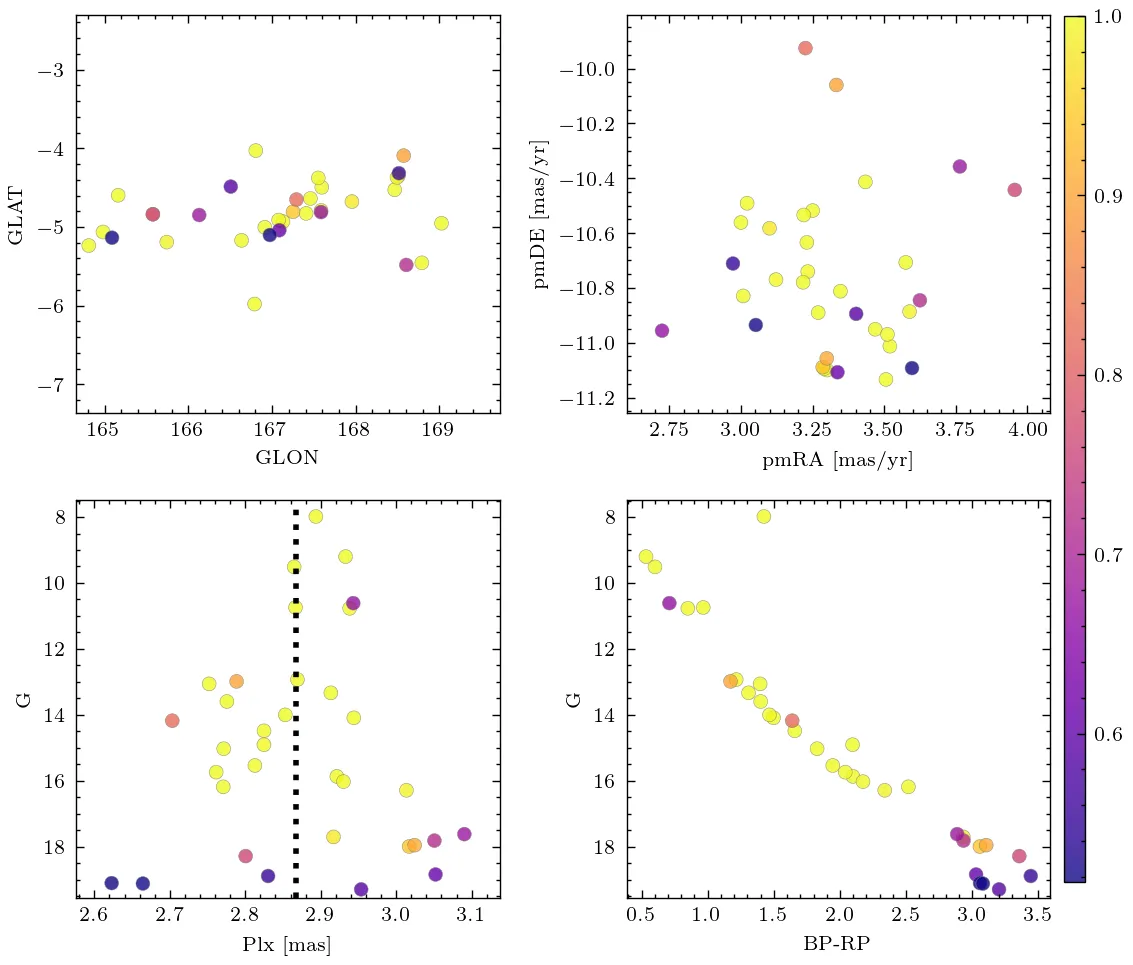 −3
−4
−5
−6
−7
GLAT
165 166 167 168 169
GLON
−10.0
−10.2
−10.4
−10.6
−10.8
−11.0
−11.2
pmDE [mas/yr]
2.75 3.00 3.25 3.50 3.75 4.00
pmRA [mas/yr]
1.0
0.9
0.8
0.7
0.6
8
10
12
14
16
18
G
2.6 2.7 2.8 2.9 3.0 3.1
Plx [mas]
8
10
12
14
16
18
G
0.5 1.0 1.5 2.0 2.5 3.0 3.5
BP-RP